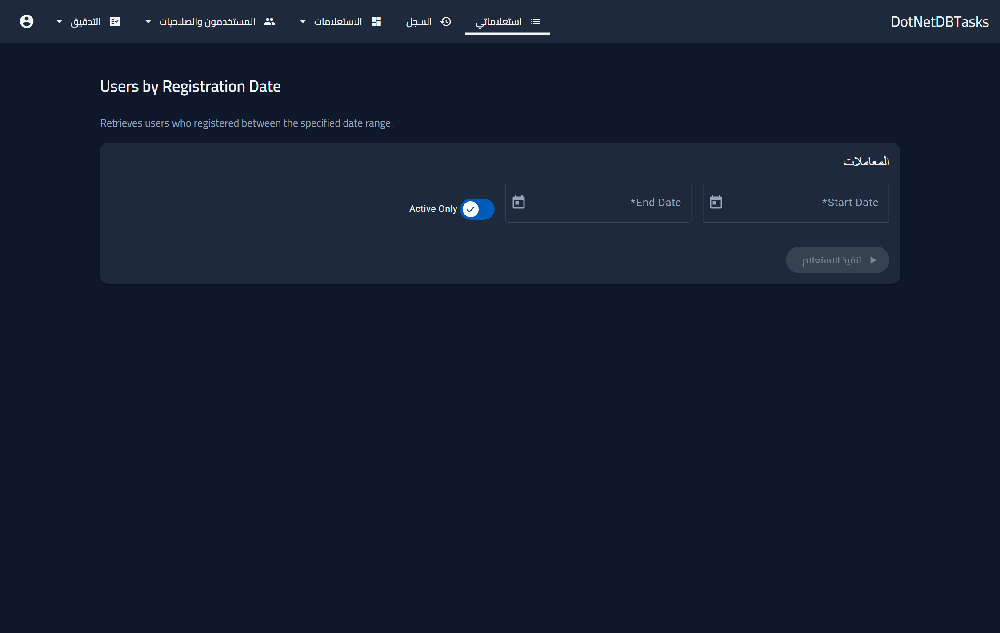 DotNetDBTasks
استعلاماتي
السجل
الاستعلامات
المستخدمون والصلاحيات
التدقيق
Users by Registration Date
Retrieves users who registered between the specified date range.
المعاملات
*Start Date
*End Date
Active Only
تنفيذ الاستعلام